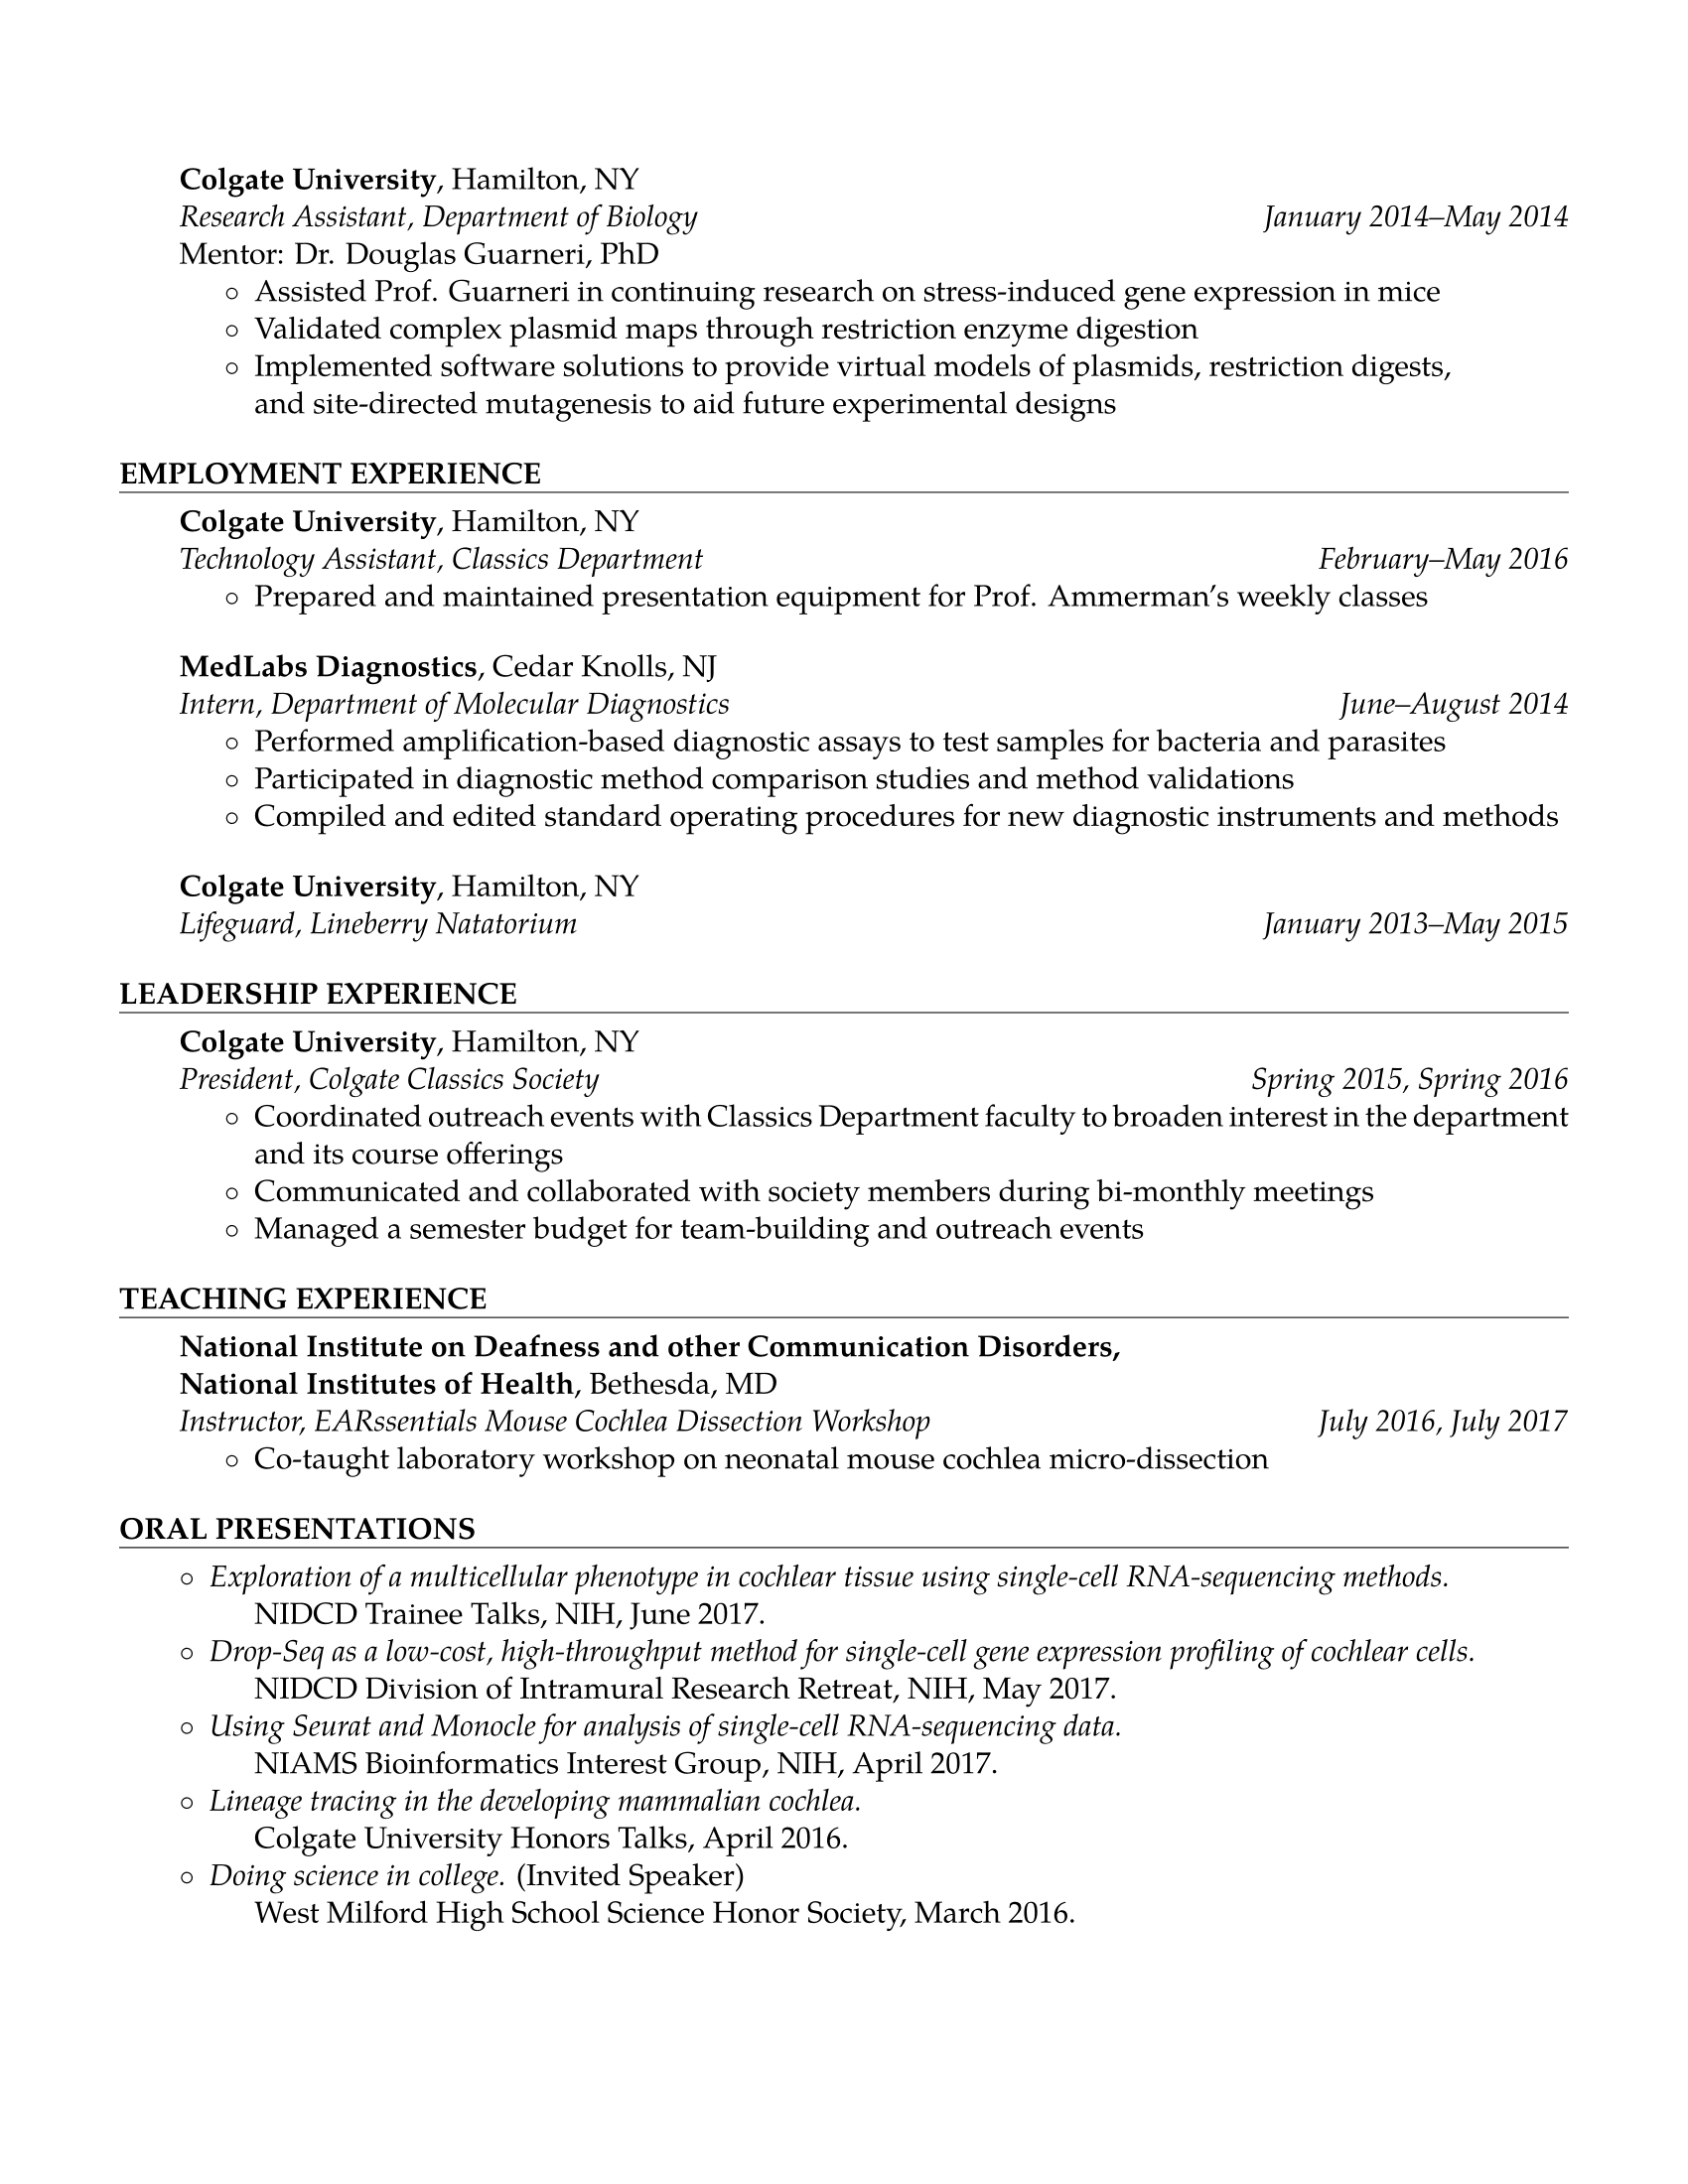 Colgate University, Hamilton, NY
Research Assistant, Department of Biology January 2014–May 2014
Mentor: Dr. Douglas Guarneri, PhD
◦ Assisted Prof. Guarneri in continuing research on stress-induced gene expression in mice
◦ Validated complex plasmid maps through restriction enzyme digestion
◦ Implemented software solutions to provide virtual models of plasmids, restriction digests,
and site-directed mutagenesis to aid future experimental designs
EMPLOYMENT EXPERIENCE
Colgate University, Hamilton, NY
Technology Assistant, Classics Department February–May 2016
◦ Prepared and maintained presentation equipment for Prof. Ammerman's weekly classes
MedLabs Diagnostics, Cedar Knolls, NJ
Intern, Department of Molecular Diagnostics June–August 2014
◦ Performed amplification-based diagnostic assays to test samples for bacteria and parasites
◦ Participated in diagnostic method comparison studies and method validations
◦ Compiled and edited standard operating procedures for new diagnostic instruments and methods
Colgate University, Hamilton, NY
Lifeguard, Lineberry Natatorium January 2013–May 2015
LEADERSHIP EXPERIENCE
Colgate University, Hamilton, NY
President, Colgate Classics Society Spring 2015, Spring 2016
◦ Coordinated outreach events with Classics Department faculty to broaden interest in the department
and its course offerings
◦ Communicated and collaborated with society members during bi-monthly meetings
◦ Managed a semester budget for team-building and outreach events
TEACHING EXPERIENCE
National Institute on Deafness and other Communication Disorders,
National Institutes of Health, Bethesda, MD
Instructor, EARssentials Mouse Cochlea Dissection Workshop July 2016, July 2017
◦ Co-taught laboratory workshop on neonatal mouse cochlea micro-dissection
ORAL PRESENTATIONS
◦ Exploration of a multicellular phenotype in cochlear tissue using single-cell RNA-sequencing methods.
NIDCD Trainee Talks, NIH, June 2017.
◦ Drop-Seq as a low-cost, high-throughput method for single-cell gene expression profiling of cochlear cells.
NIDCD Division of Intramural Research Retreat, NIH, May 2017.
◦ Using Seurat and Monocle for analysis of single-cell RNA-sequencing data.
NIAMS Bioinformatics Interest Group, NIH, April 2017.
◦ Lineage tracing in the developing mammalian cochlea.
Colgate University Honors Talks, April 2016.
◦ Doing science in college. (Invited Speaker)
West Milford High School Science Honor Society, March 2016.